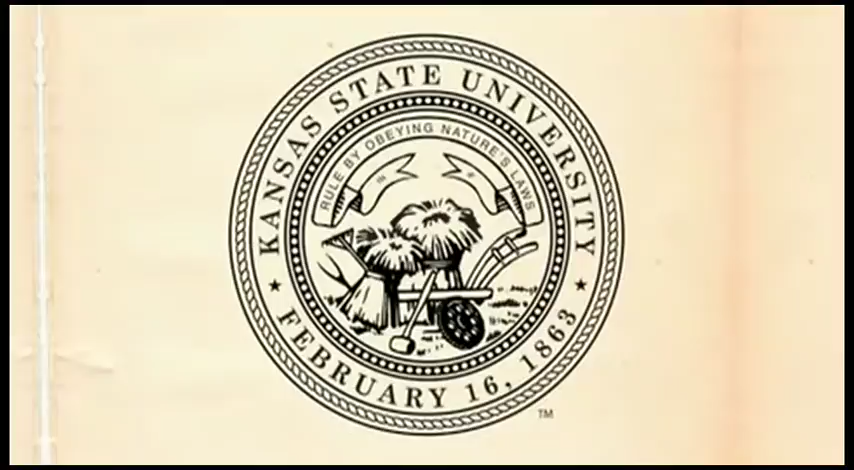 KANSAS STATE UNIVERSITY
RULE BY OBEYING NATURE'S LAWS
★ FEBRUARY 16, 1863 ★
TM